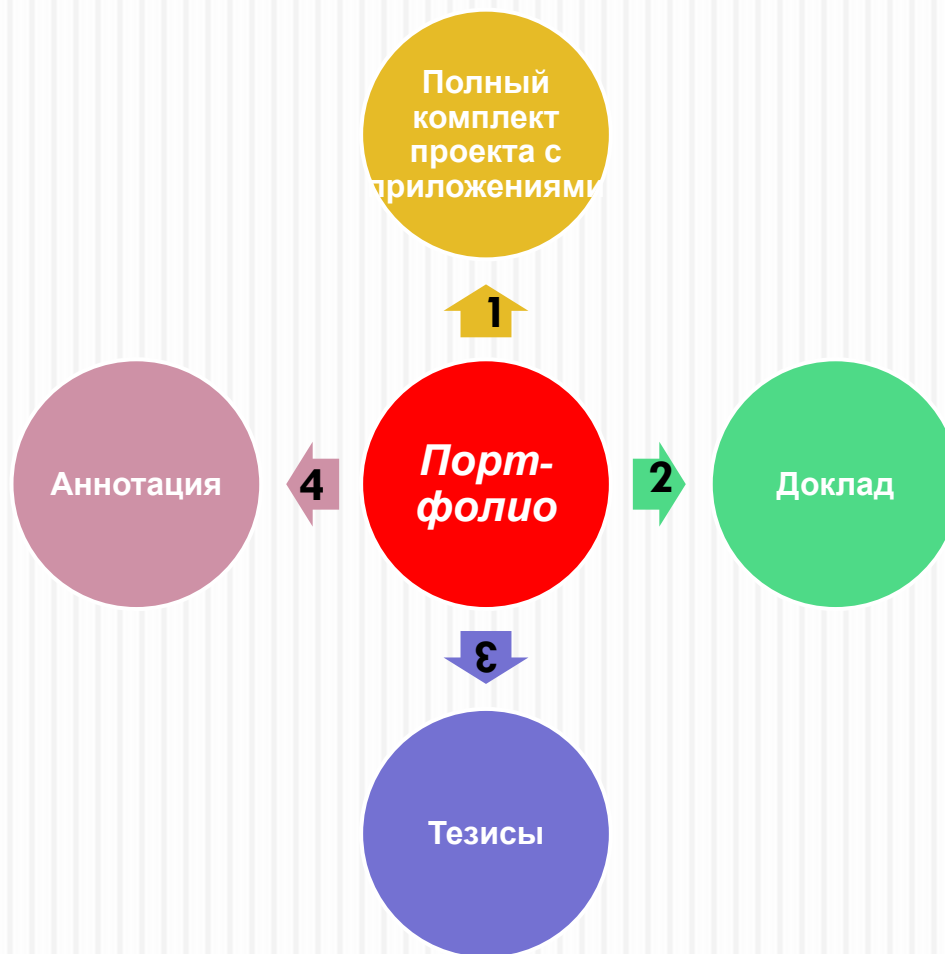 Полный
комплект
проекта с
приложениями
1
Аннотация
4
Порт-
фолио
2
Доклад
3
Тезисы